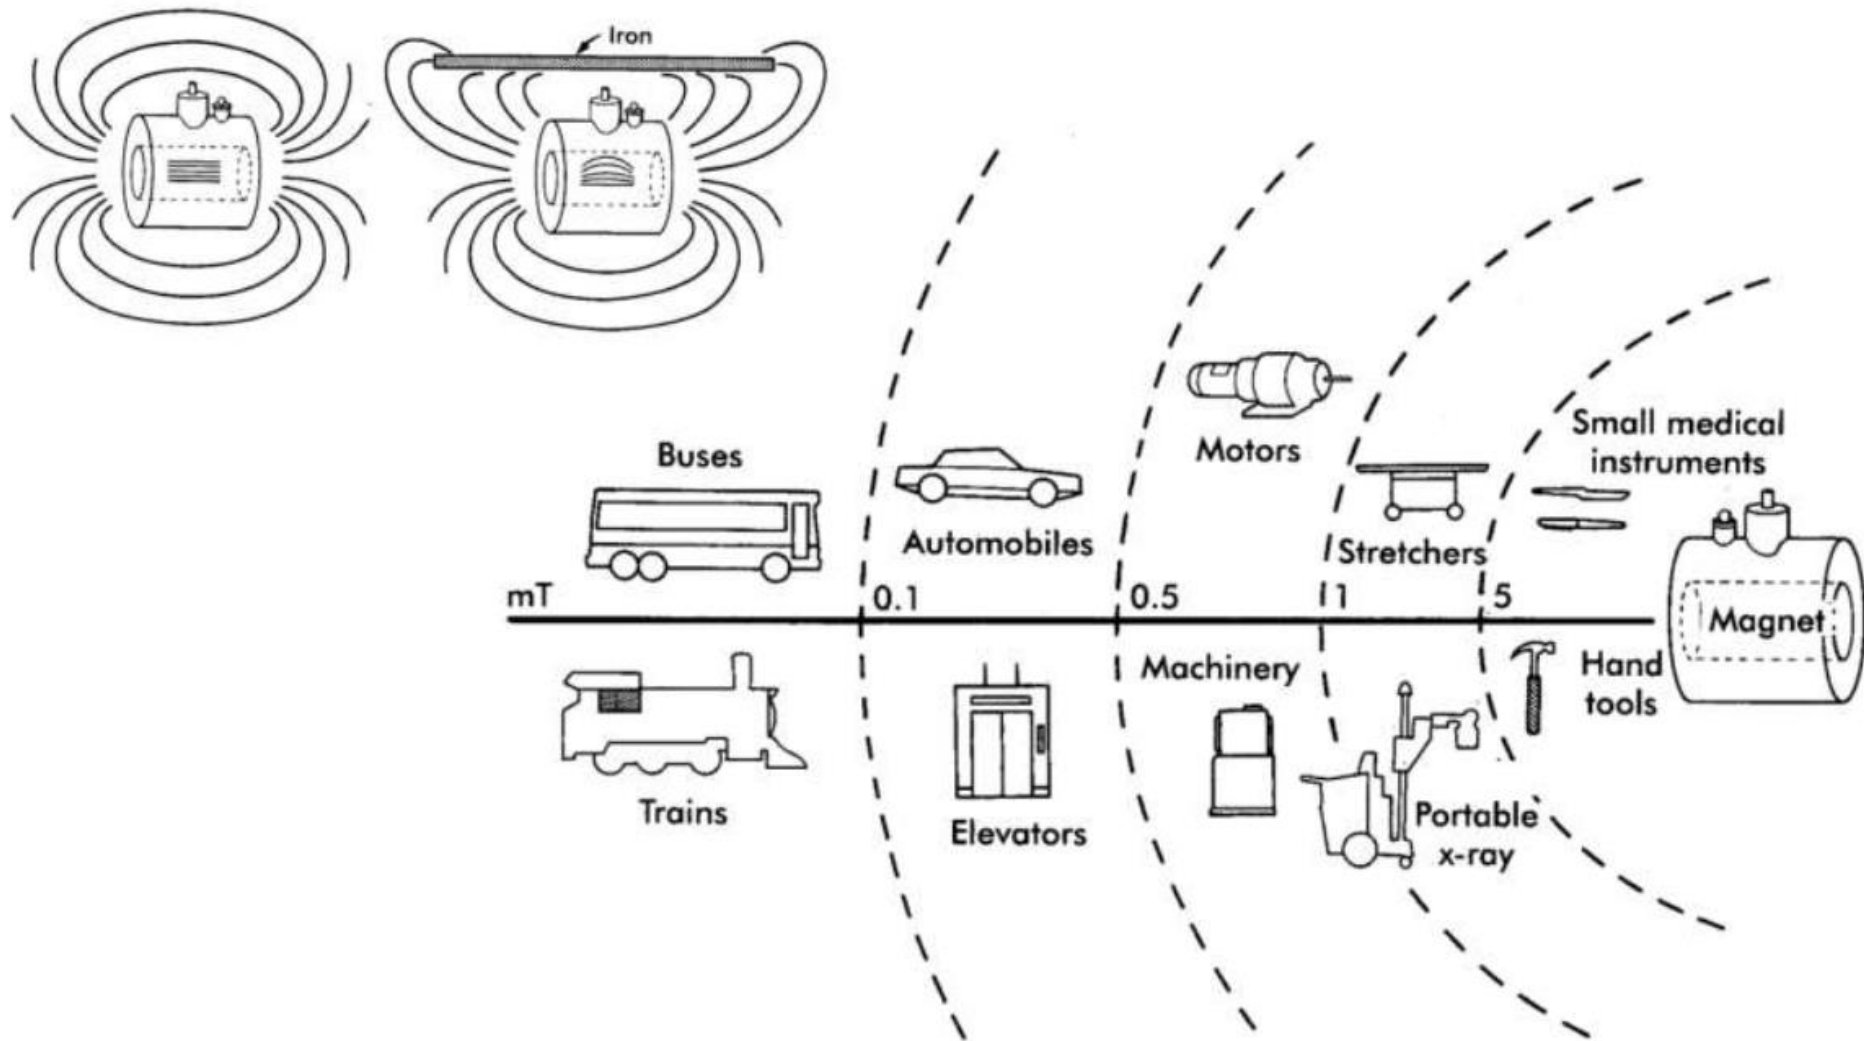 Iron
Small medical
instruments
Motors
Buses
Automobiles
Stretchers
mT
0.1
0.5
1
5
Magnet
Machinery
Hand
tools
Trains
Elevators
Portable
x-ray